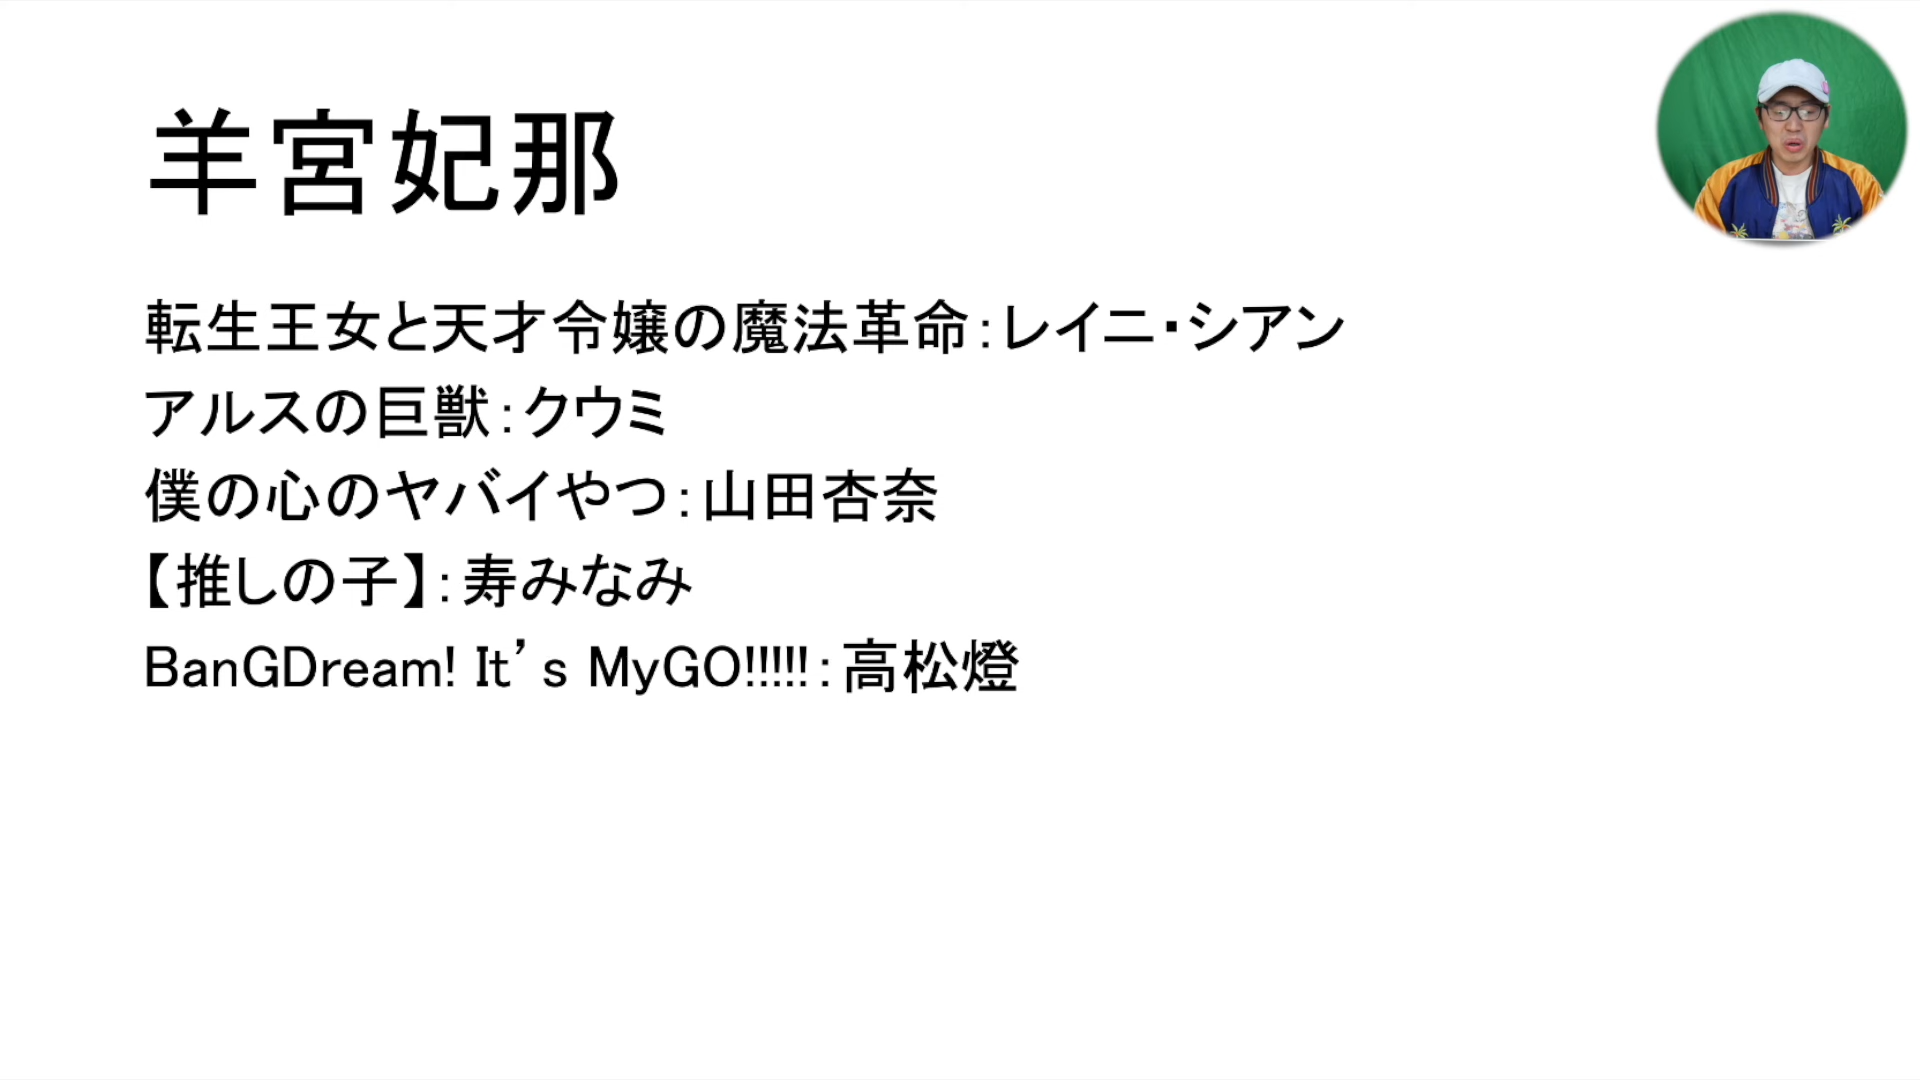 羊宮妃那
転生王女と天才令嬢の魔法革命：レイニ・シアン
アルスの巨獣：クウミ
僕の心のヤバイやつ：山田杏奈
【推しの子】：寿みなみ
BanGDream! It’s MyGO!!!!!：高松燈